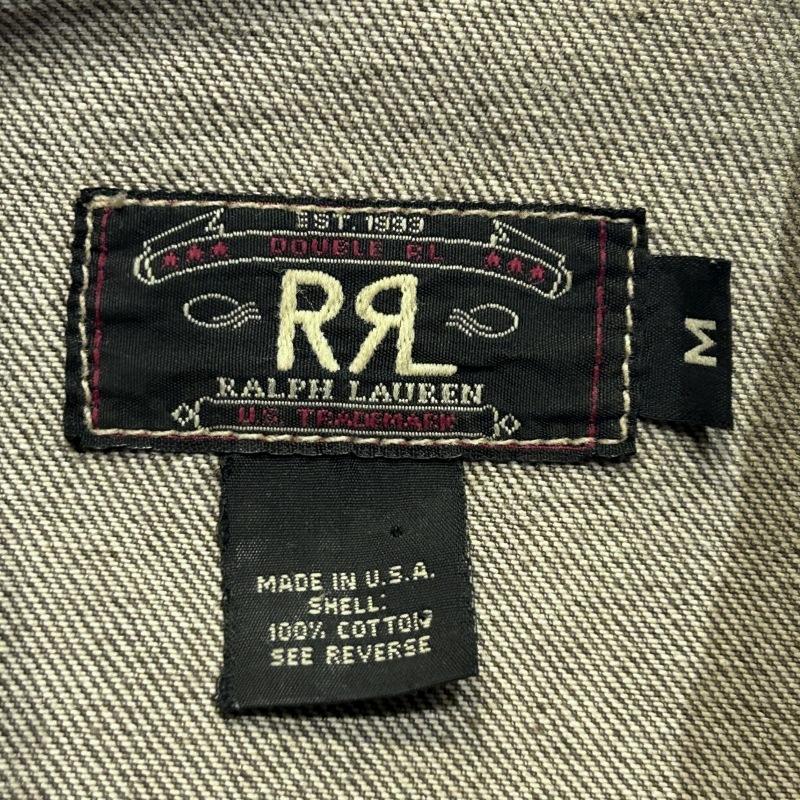 EST. 1993
DOUBLE RL
RRL
RALPH LAUREN
U.S. TRADEMARK
M
MADE IN U.S.A.
SHELL:
100% COTTON
SEE REVERSE